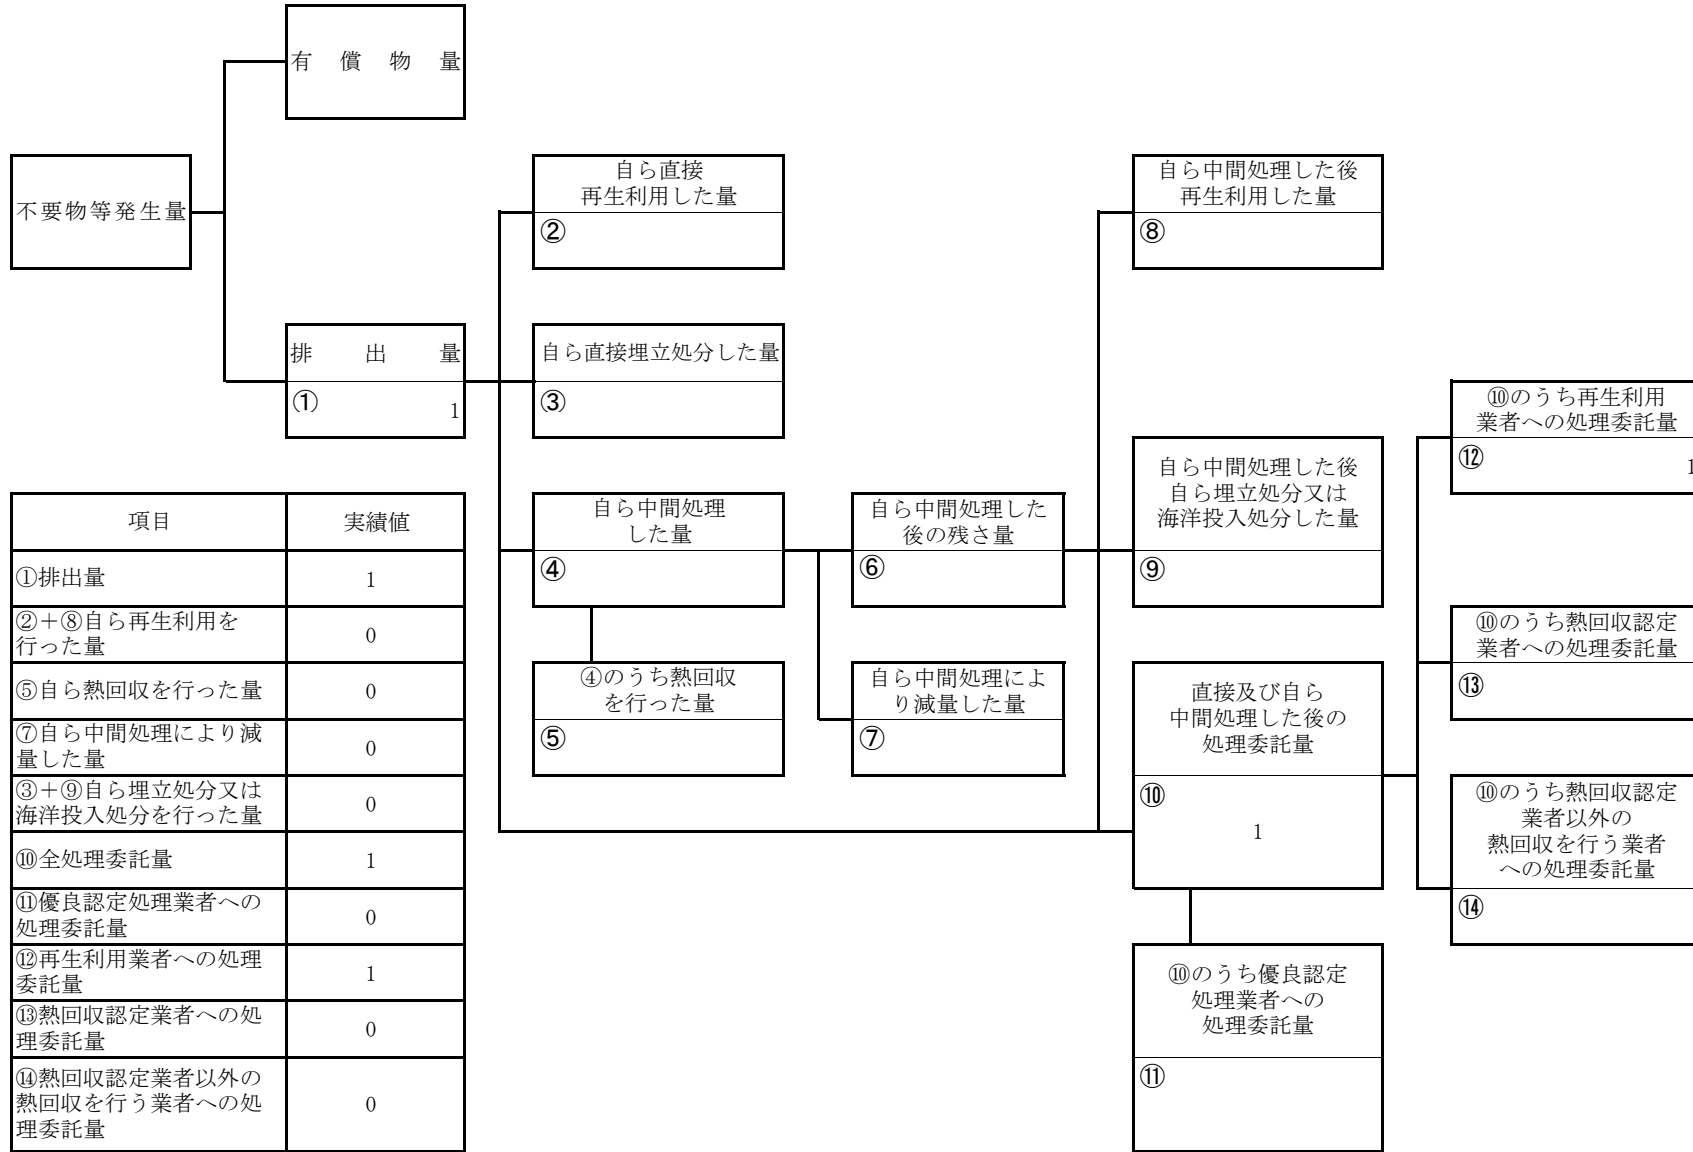 有償物量
不要物等発生量
排出量
①
1
自ら直接
再生利用した量
②
自ら直接埋立処分した量
③
自ら中間処理
した量
④
④のうち熱回収
を行った量
⑤
自ら中間処理した
後の残さ量
⑥
自ら中間処理によ
り減量した量
⑦
自ら中間処理した後
再生利用した量
⑧
自ら中間処理した後
自ら埋立処分又は
海洋投入処分した量
⑨
直接及び自ら
中間処理した後の
処理委託量
⑩
1
⑩のうち優良認定
処理業者への
処理委託量
⑪
⑩のうち再生利用
業者への処理委託量
⑫
1
⑩のうち熱回収認定
業者への処理委託量
⑬
⑩のうち熱回収認定
業者以外の
熱回収を行う業者
への処理委託量
⑭
項目 実績値
①排出量 1
②＋⑧自ら再生利用を
行った量 0
⑤自ら熱回収を行った量 0
⑦自ら中間処理により減
量した量 0
③＋⑨自ら埋立処分又は
海洋投入処分を行った量 0
⑩全処理委託量 1
⑪優良認定処理業者への
処理委託量 0
⑫再生利用業者への処理
委託量 1
⑬熱回収認定業者への処
理委託量 0
⑭熱回収認定業者以外の
熱回収を行う業者への処
理委託量 0